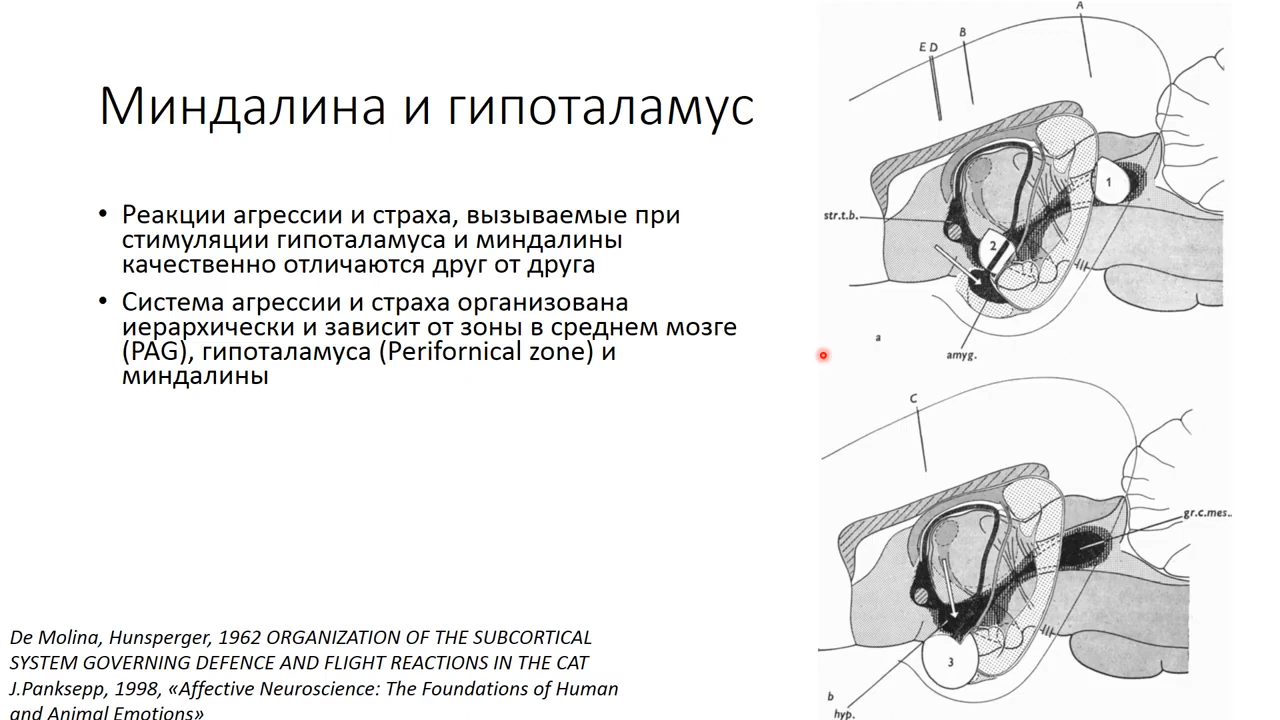 Миндалина и гипоталамус
• Реакции агрессии и страха, вызываемые при
стимуляции гипоталамуса и миндалины
качественно отличаются друг от друга
• Система агрессии и страха организована
иерархически и зависит от зоны в среднем мозге
(PAG), гипоталамуса (Perifornical zone) и
миндалины
De Molina, Hunsperger, 1962 ORGANIZATION OF THE SUBCORTICAL
SYSTEM GOVERNING DEFENCE AND FLIGHT REACTIONS IN THE CAT
J.Panksepp, 1998, «Affective Neuroscience: The Foundations of Human
and Animal Emotions»
A
B
E D
1
str.t.b.
2
a
amyg.
C
gr.c.mes..
3
b
hyp.